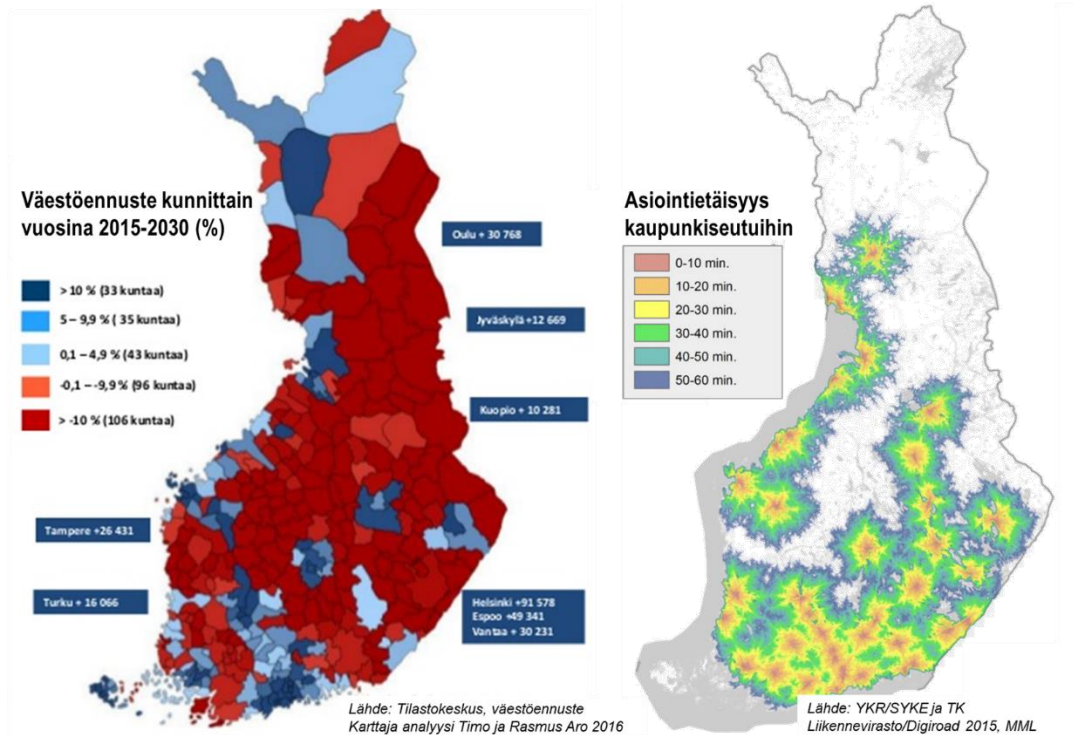 Väestöennuste kunnittain
vuosina 2015-2030 (%)
> 10 % (33 kuntaa)
5 – 9,9 % ( 35 kuntaa)
0,1 – 4,9 % (43 kuntaa)
-0,1 – -9,9 % (96 kuntaa)
> -10 % (106 kuntaa)
Oulu + 30 768
Jyväskylä +12 669
Kuopio + 10 281
Tampere +26 431
Turku + 16 066
Helsinki +91 578
Espoo +49 341
Vantaa + 30 231
Lähde: Tilastokeskus, väestöennuste
Karttaja analyysi Timo ja Rasmus Aro 2016
Asiointietäisyys
kaupunkiseutuihin
0-10 min.
10-20 min.
20-30 min.
30-40 min.
40-50 min.
50-60 min.
Lähde: YKR/SYKE ja TK
Liikennevirasto/Digiroad 2015, MML